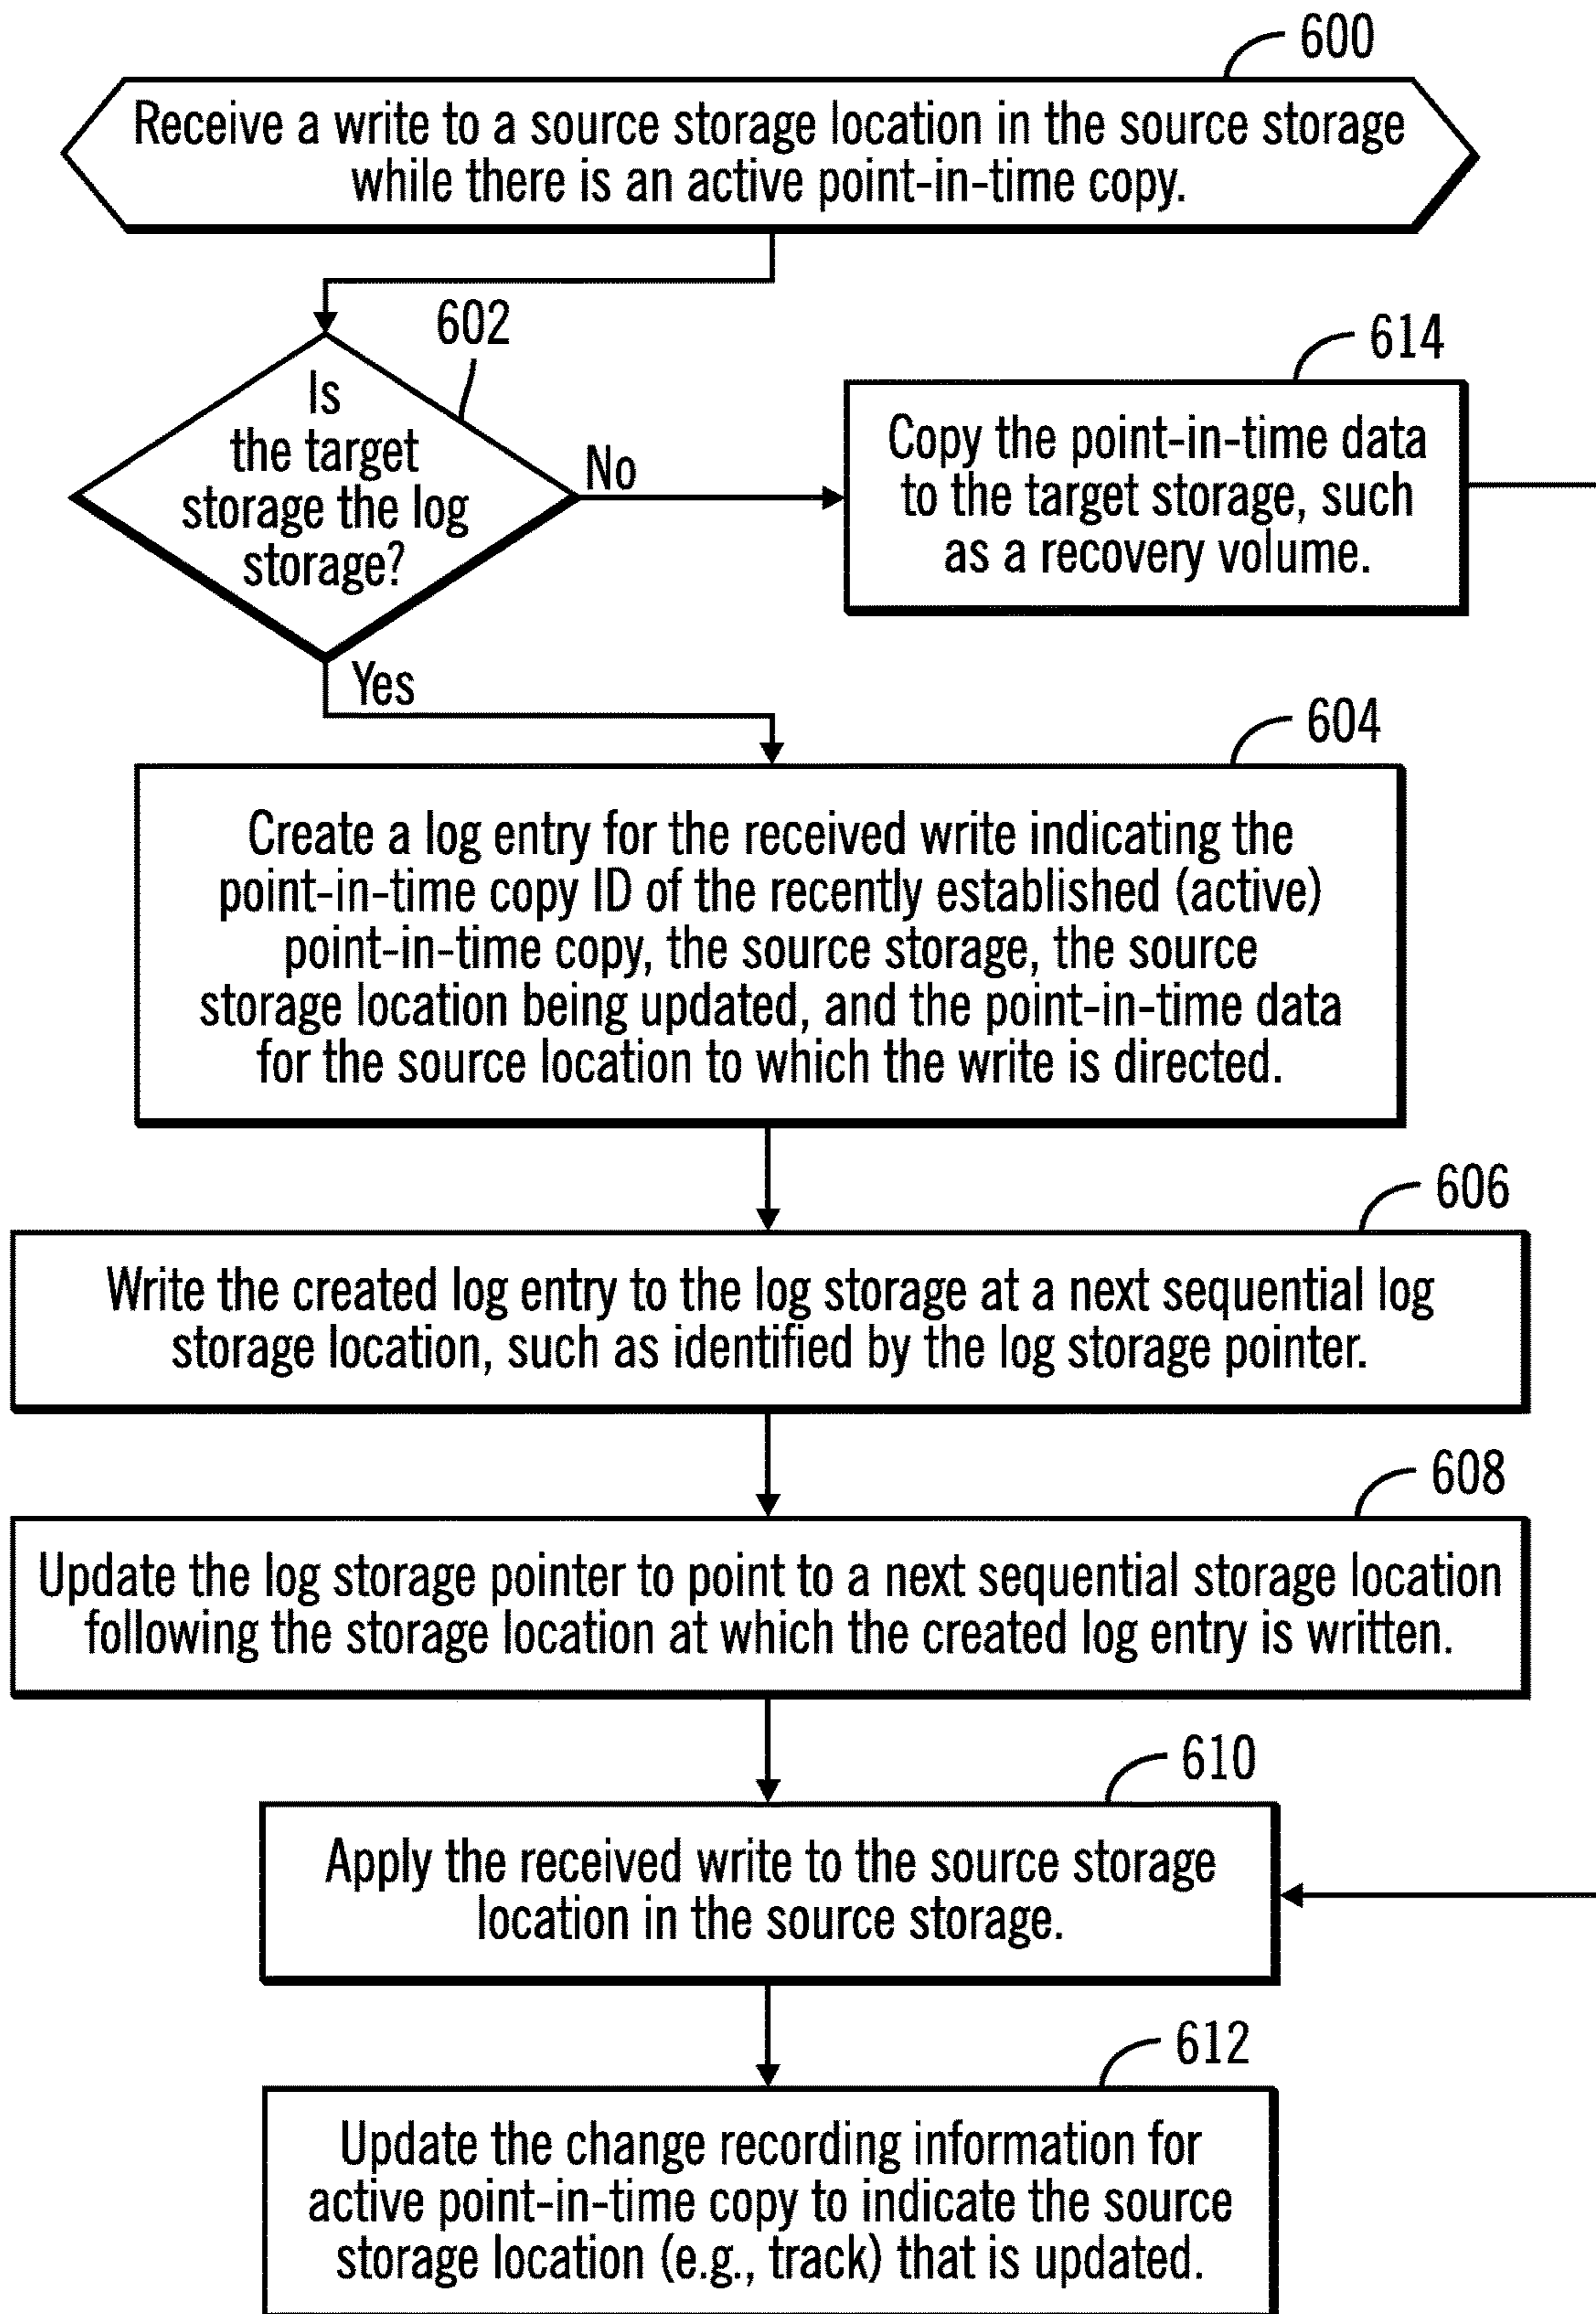 600
Receive a write to a source storage location in the source storage
while there is an active point-in-time copy.
602
Is
the target
storage the log
storage?
No
614
Copy the point-in-time data
to the target storage, such
as a recovery volume.
Yes
604
Create a log entry for the received write indicating the
point-in-time copy ID of the recently established (active)
point-in-time copy, the source storage, the source
storage location being updated, and the point-in-time data
for the source location to which the write is directed.
606
Write the created log entry to the log storage at a next sequential log
storage location, such as identified by the log storage pointer.
608
Update the log storage pointer to point to a next sequential storage location
following the storage location at which the created log entry is written.
610
Apply the received write to the source storage
location in the source storage.
612
Update the change recording information for
active point-in-time copy to indicate the source
storage location (e.g., track) that is updated.